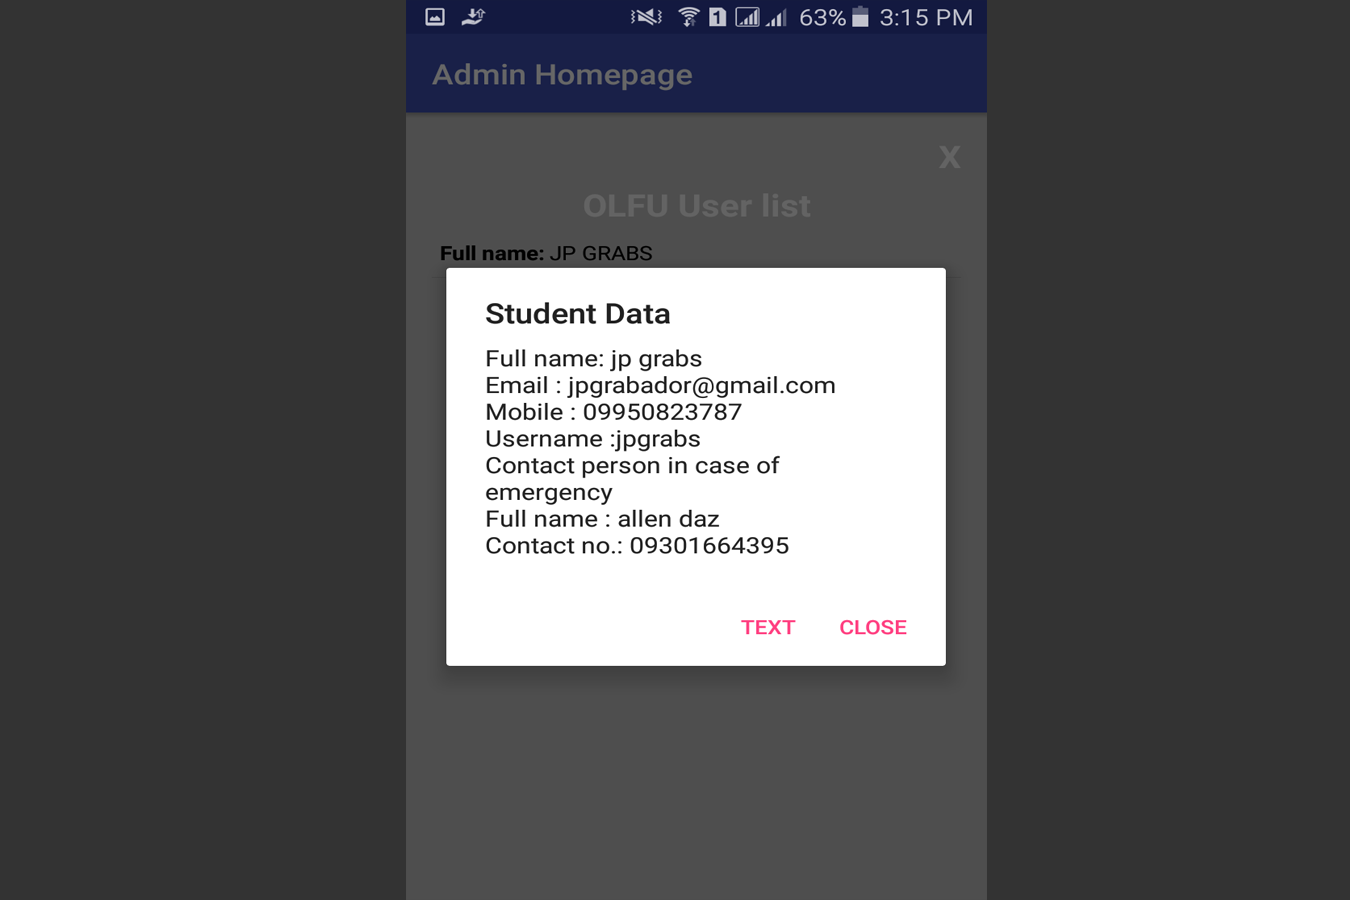 1 63% 3:15 PM
Admin Homepage
X
OLFU User list
Full name: JP GRABS
Student Data
Full name: jp grabs
Email : jpgrabador@gmail.com
Mobile : 09950823787
Username :jpgrabs
Contact person in case of
emergency
Full name : allen daz
Contact no.: 09301664395
TEXT CLOSE